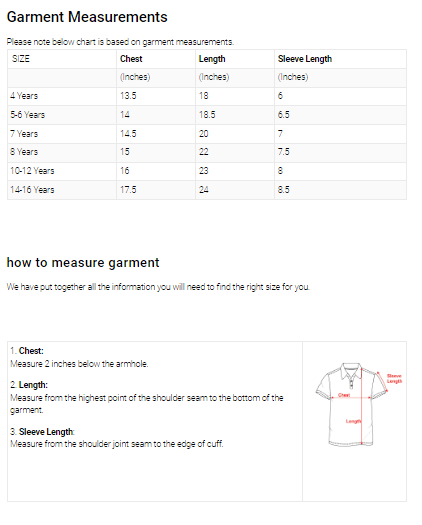 Garment Measurements
Please note below chart is based on garment measurements.
SIZE Chest Length Sleeve Length
(Inches) (Inches) (Inches)
4 Years 13.5 18 6
5-6 Years 14 18.5 6.5
7 Years 14.5 20 7
8 Years 15 22 7.5
10-12 Years 16 23 8
14-16 Years 17.5 24 8.5
how to measure garment
We have put together all the information you will need to find the right size for you.
1. Chest:
Measure 2 inches below the armhole.
2. Length:
Measure from the highest point of the shoulder seam to the bottom of the
garment.
3. Sleeve Length:
Measure from the shoulder joint seam to the edge of cuff.
Sleeve
Length
Chest
Length